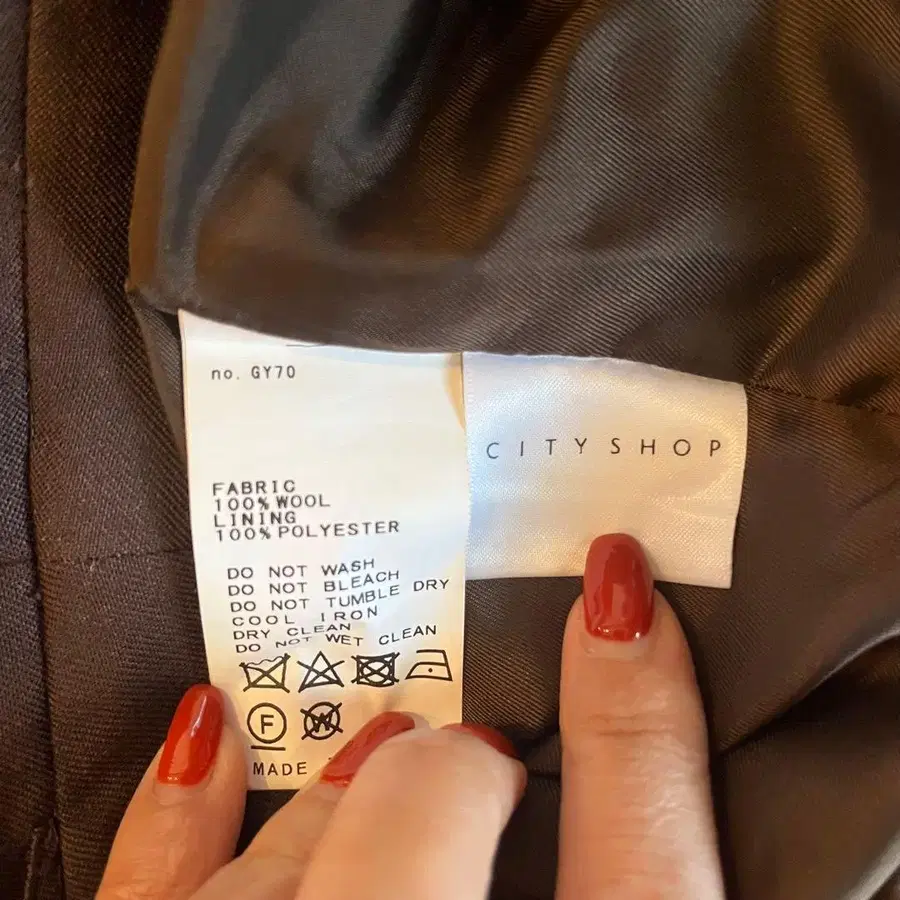 no. GY70
FABRIC
100% WOOL
LINING
100% POLYESTER
DO NOT WASH
DO NOT BLEACH
DO NOT TUMBLE DRY
COOL IRON
DRY CLEAN
DO NOT WET CLEAN
F W
MADE
CITYSHOP